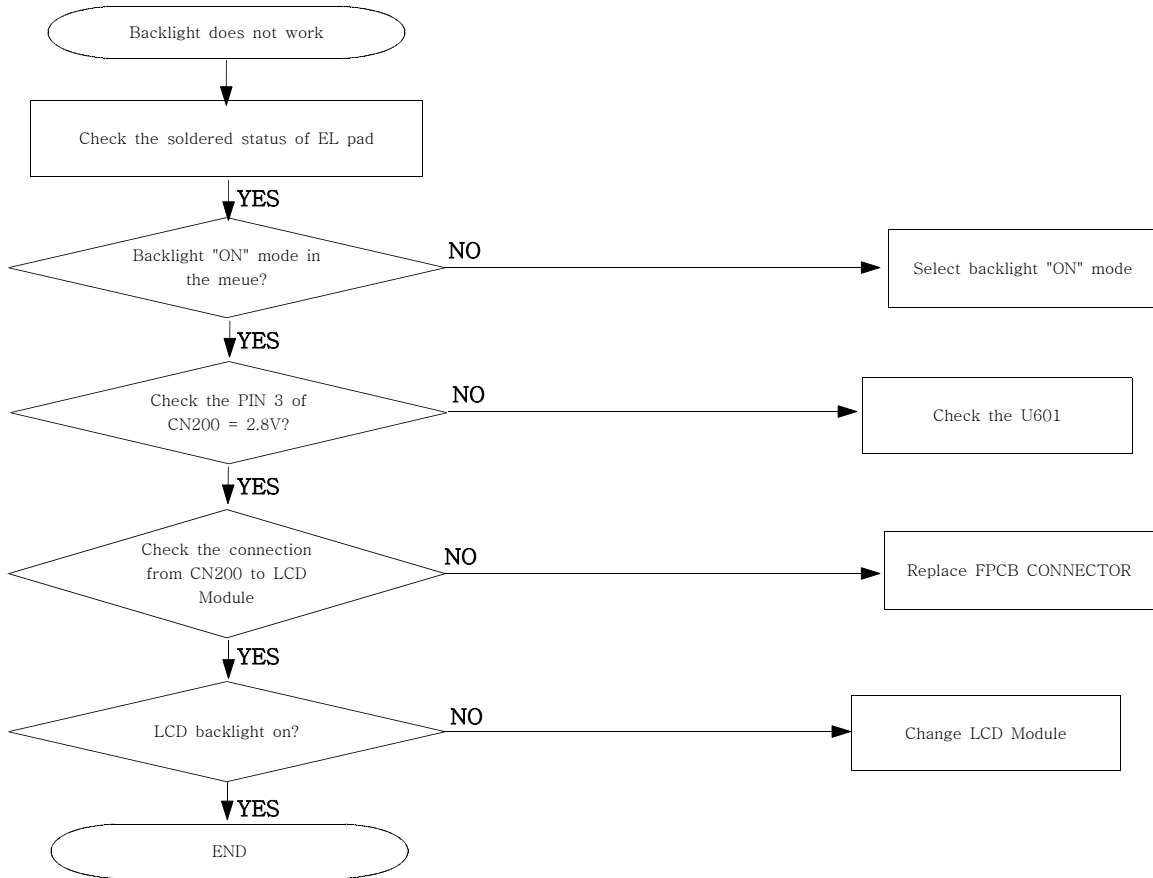 Backlight does not work
Check the soldered status of EL pad
YES
Backlight "ON" mode in
the meue?
NO
Select backlight "ON" mode
YES
Check the PIN 3 of
CN200 = 2.8V?
NO
Check the U601
YES
Check the connection
from CN200 to LCD
Module
NO
Replace FPCB CONNECTOR
YES
LCD backlight on?
NO
Change LCD Module
YES
END